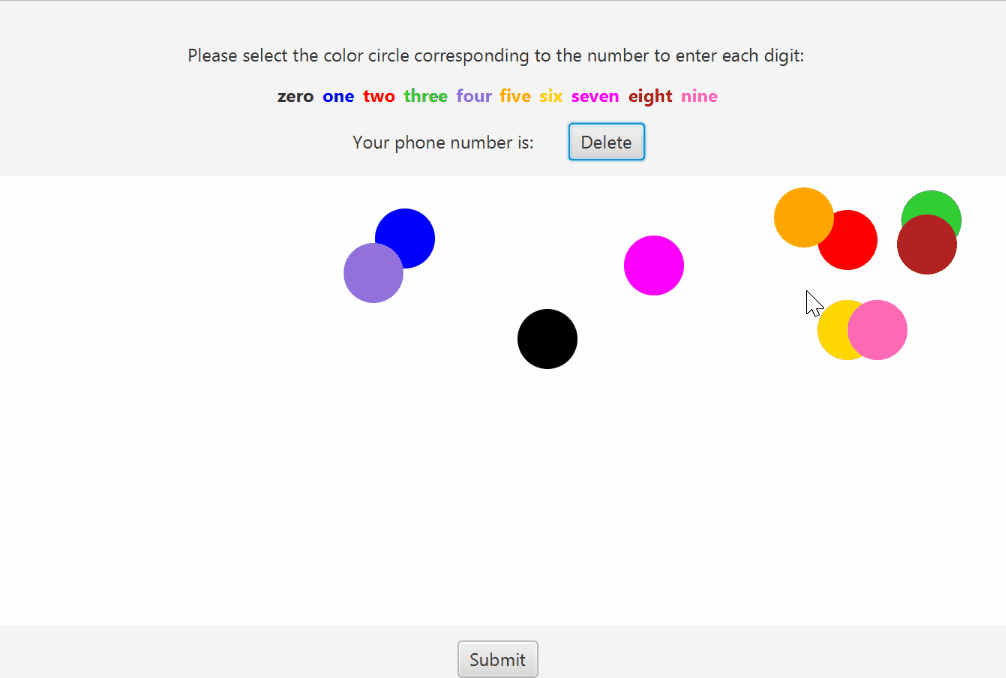 Please select the color circle corresponding to the number to enter each digit:
zero one two three four five six seven eight nine
Your phone number is: Delete
Submit